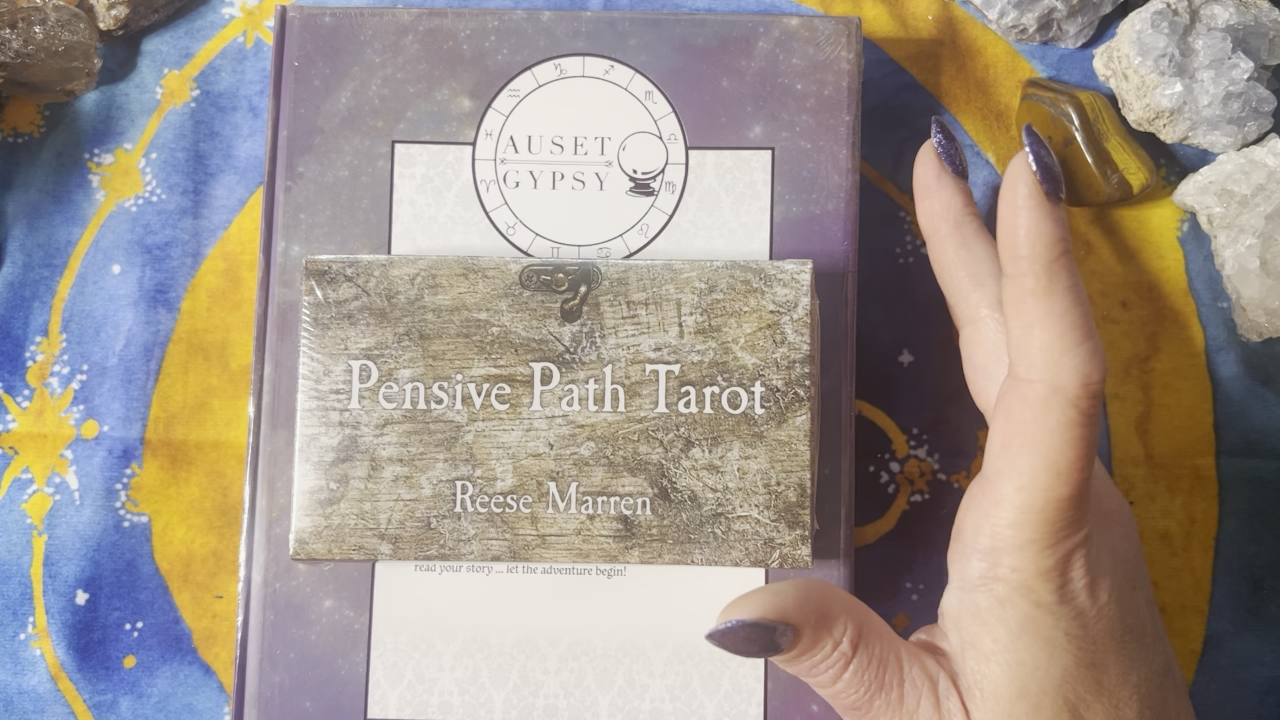 AUSET
GYPSY
Pensive Path Tarot
Reese Marren
read your story ... let the adventure begin!